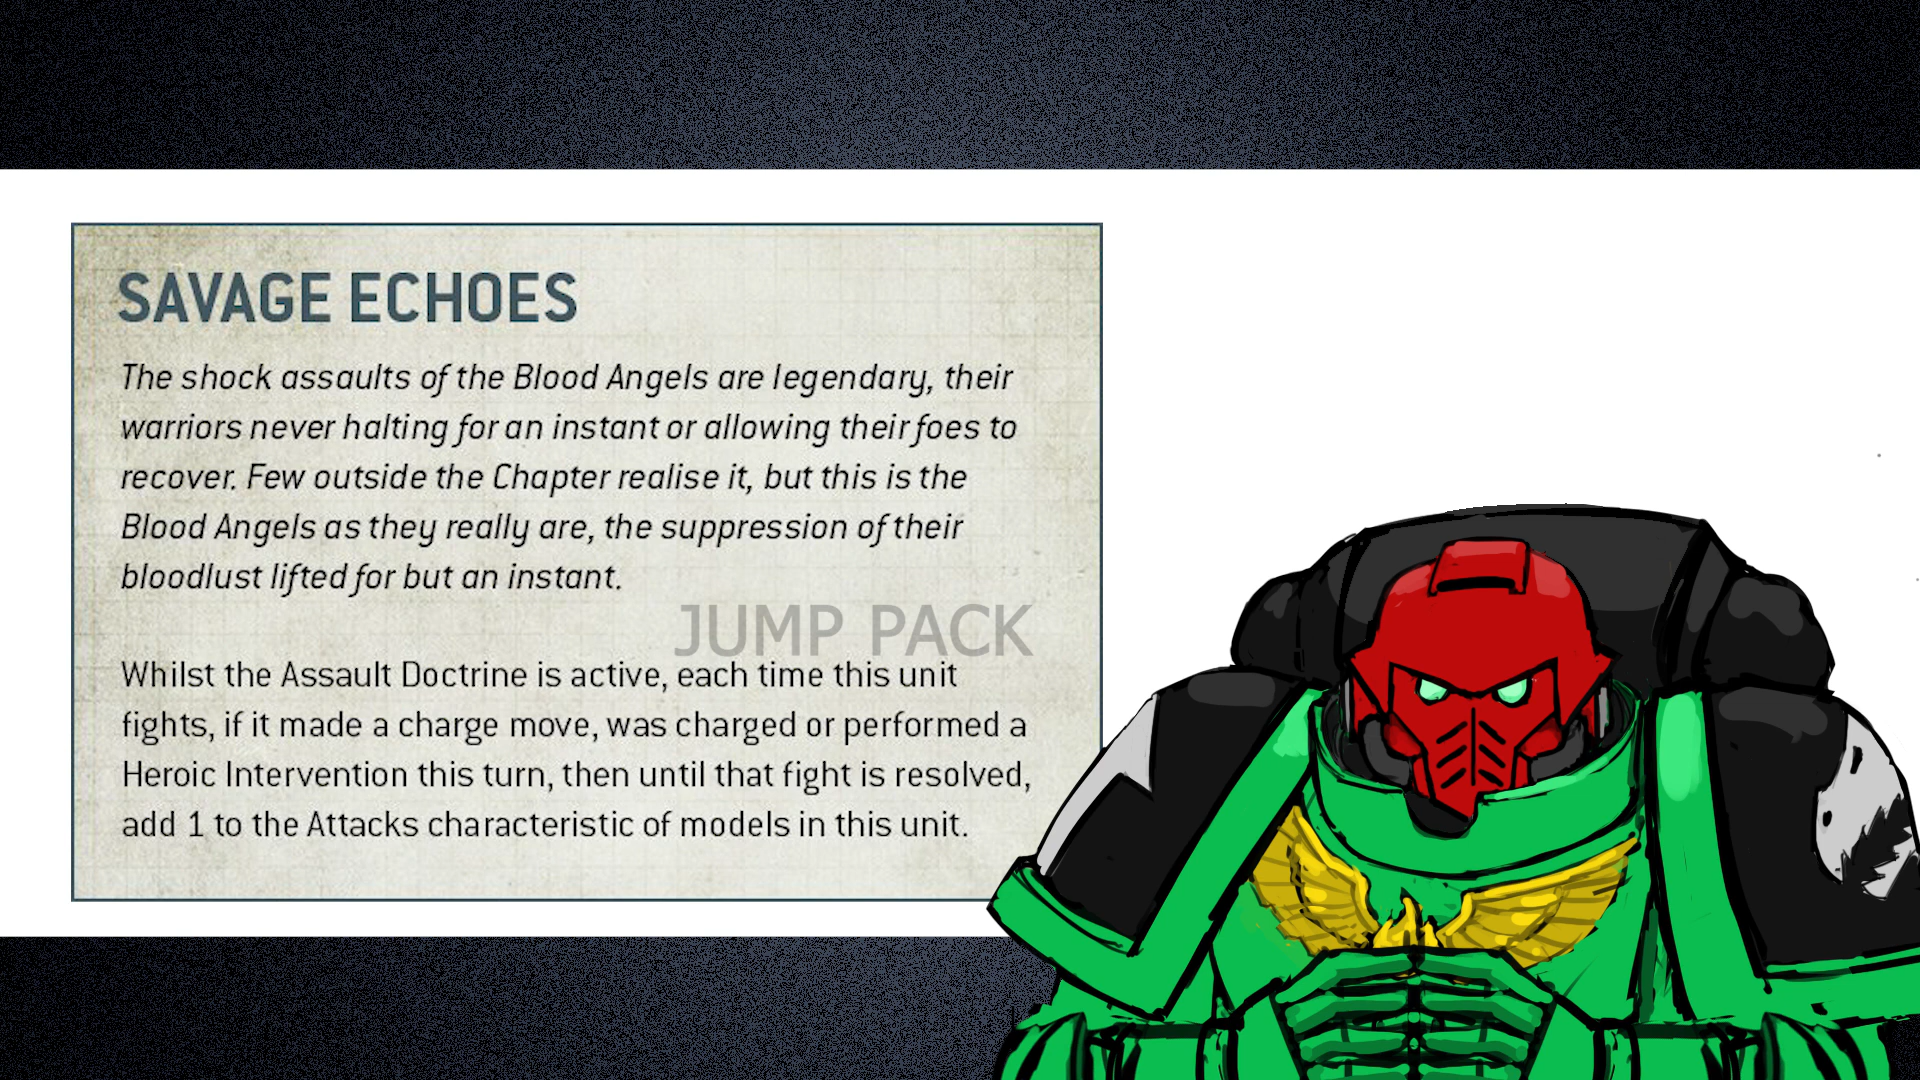 SAVAGE ECHOES
The shock assaults of the Blood Angels are legendary, their
warriors never halting for an instant or allowing their foes to
recover. Few outside the Chapter realise it, but this is the
Blood Angels as they really are, the suppression of their
bloodlust lifted for but an instant.
JUMP PACK
Whilst the Assault Doctrine is active, each time this unit
fights, if it made a charge move, was charged or performed a
Heroic Intervention this turn, then until that fight is resolved,
add 1 to the Attacks characteristic of models in this unit.